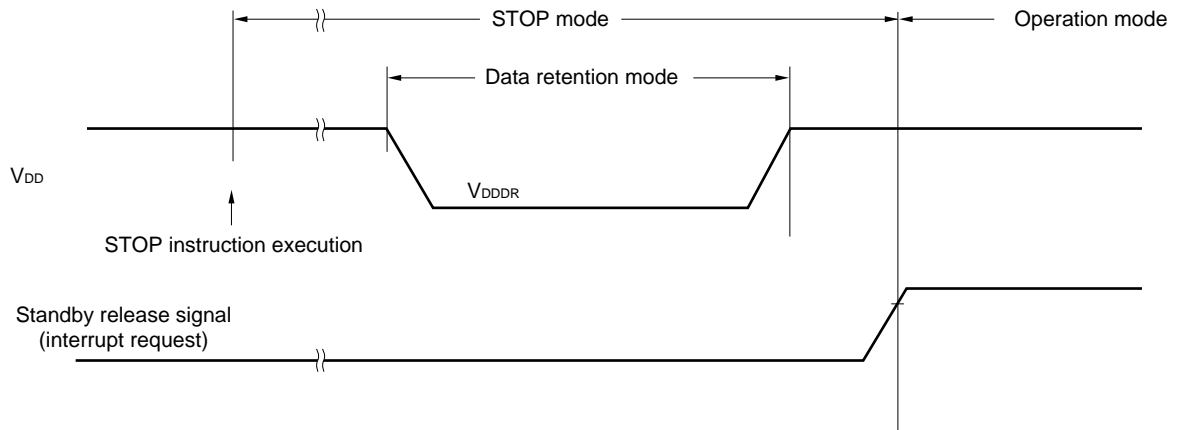 STOP mode
Operation mode
Data retention mode
VDD
VDDDR
STOP instruction execution
Standby release signal
(interrupt request)